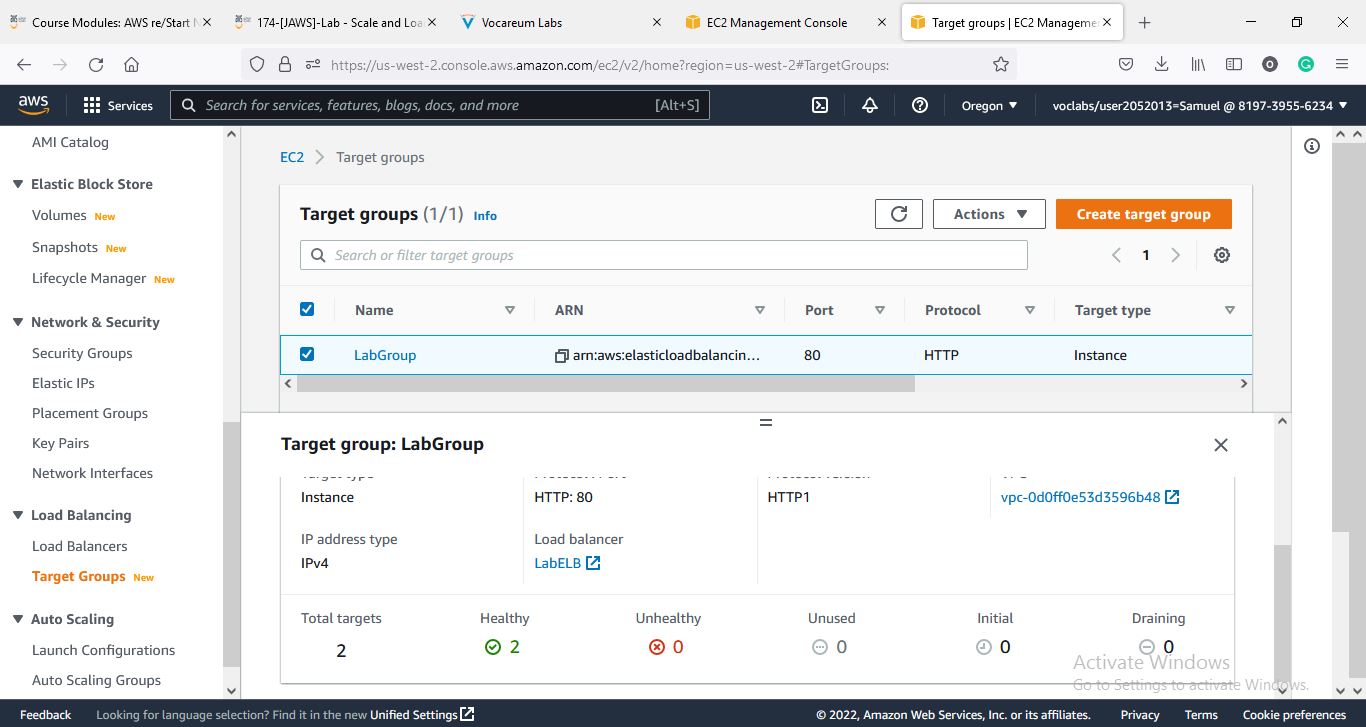 Course Modules: AWS re/Start
174-[JAWS]-Lab - Scale and Loa
Vocareum Labs
EC2 Management Console
Target groups | EC2 Manageme
https://us-west-2.console.aws.amazon.com/ec2/v2/home?region=us-west-2#TargetGroups:
aws Services Search for services, features, blogs, docs, and more [Alt+S] Oregon voclabs/user2052013=Samuel @ 8197-3955-6234
AMI Catalog
Elastic Block Store
Volumes New
Snapshots New
Lifecycle Manager New
Network & Security
Security Groups
Elastic IPs
Placement Groups
Key Pairs
Network Interfaces
Load Balancing
Load Balancers
Target Groups New
Auto Scaling
Launch Configurations
Auto Scaling Groups
EC2 > Target groups
Target groups (1/1) Info
Actions Create target group
Search or filter target groups
1
Name ARN Port Protocol Target type
LabGroup arn:aws:elasticloadbalancin... 80 HTTP Instance
Target group: LabGroup
Instance HTTP: 80 HTTP1 vpc-0d0ff0e53d3596b48
IP address type Load balancer
IPv4 LabELB
Total targets Healthy Unhealthy Unused Initial Draining
2 2 0 0 0 0
Activate Windows
Go to Settings to activate Windows.
Feedback Looking for language selection? Find it in the new Unified Settings © 2022, Amazon Web Services, Inc. or its affiliates. Privacy Terms Cookie preferences